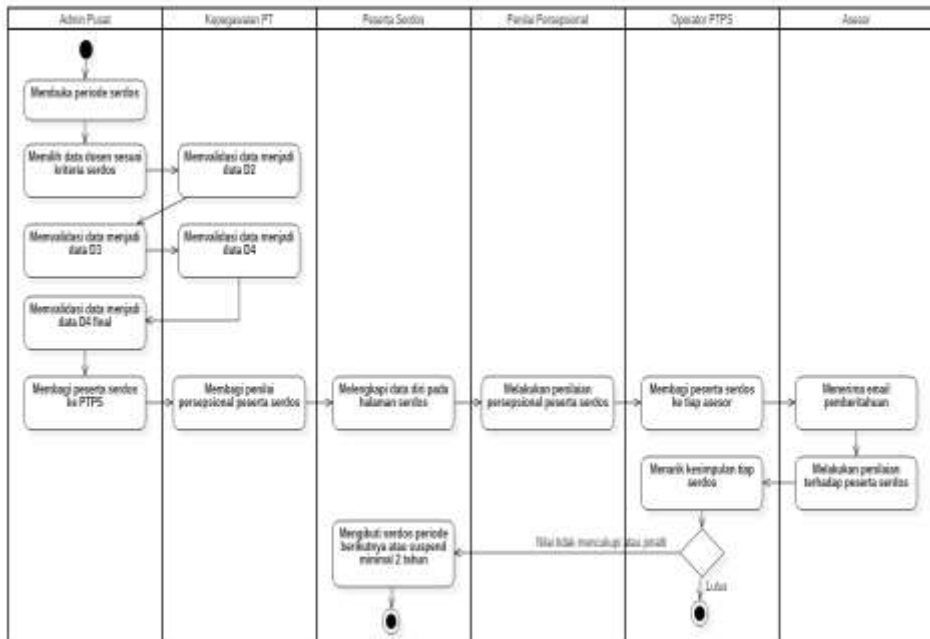 Admin Pusat
Kepegawaian PT
Peserta Serdos
Penilai Persepsional
Operator PTPS
Asesor
Membuka periode serdos
Memilih data dosen sesuai
kriteria serdos
Memvalidasi data menjadi
data D2
Memvalidasi data menjadi
data D3
Memvalidasi data menjadi
data D4
Memvalidasi data menjadi
data D4 final
Membagi peserta serdos
ke PTPS
Membagi penilai
persepsional peserta serdos
Melengkapi data diri pada
halaman serdos
Melakukan penilaian
persepsional peserta serdos
Membagi peserta serdos
ke tiap asesor
Menerima email
pemberitahuan
Menarik kesimpulan tiap
serdos
Melakukan penilaian
terhadap peserta serdos
Mengikuti serdos periode
berikutnya atau suspend
minimal 2 tahun
Nilai tidak mencukupi atau
Lulus